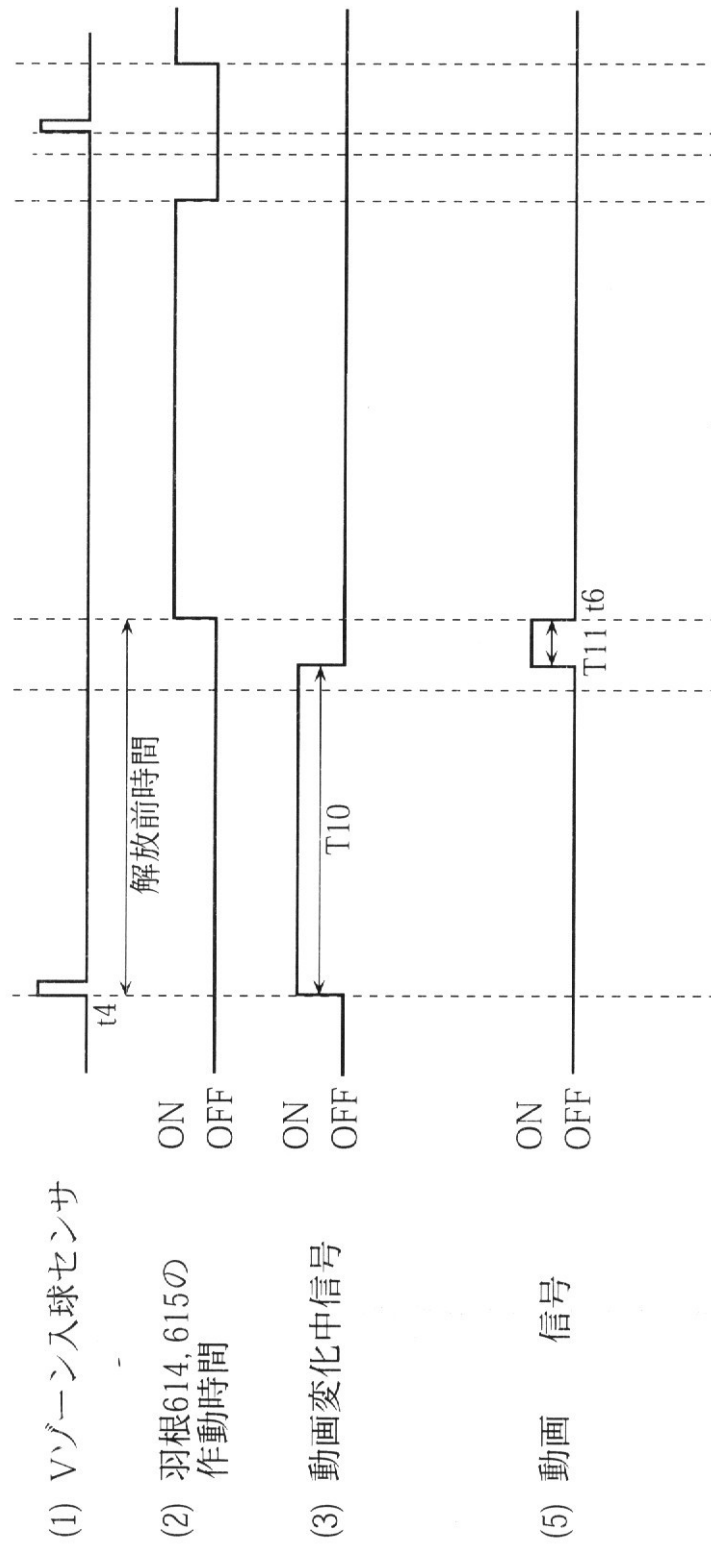 (1) Vゾーン入球センサ
t4
解放前時間
(2) 羽根614, 615の
作動時間
ON
OFF
(3) 動画変化中信号
ON
OFF
T10
(5) 動画 信号
ON
OFF
T11 t6